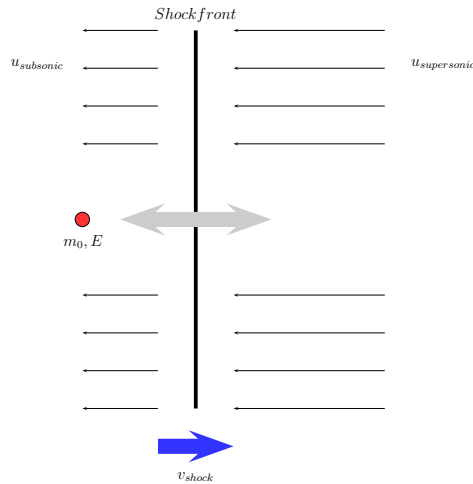 Shockfront
u_subsonic
u_supersonic
m_0, E
v_shock